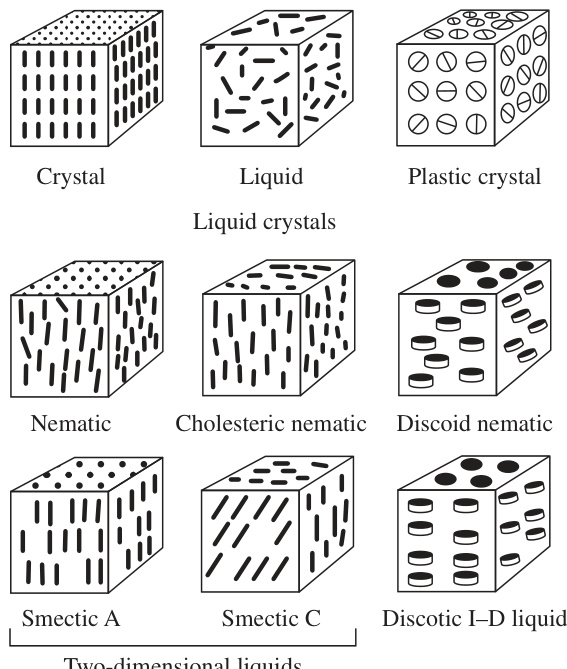 Crystal
Liquid
Plastic crystal
Liquid crystals
Nematic
Cholesteric nematic
Discoid nematic
Smectic A
Smectic C
Discotic I–D liquid
Two-dimensional liquids